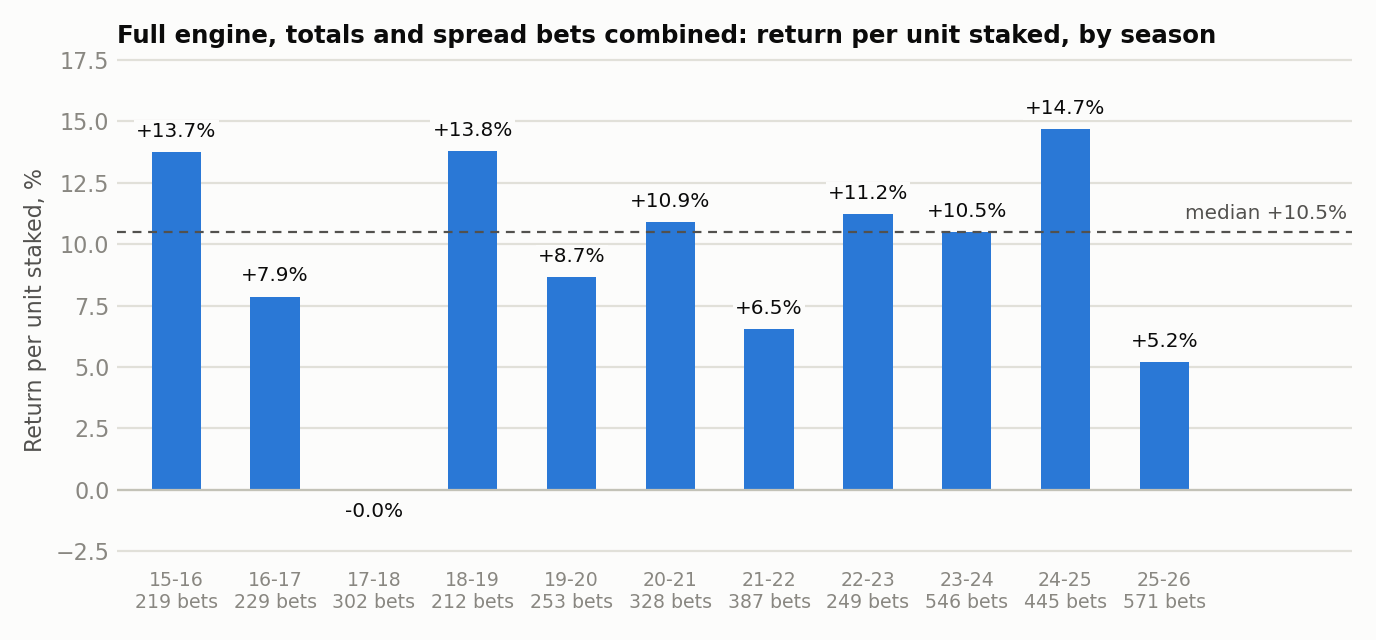 Full engine, totals and spread bets combined: return per unit staked, by season
Return per unit staked, %
17.5
15.0
12.5
10.0
7.5
5.0
2.5
0.0
−2.5
+13.7%
+7.9%
-0.0%
+13.8%
+8.7%
+10.9%
+6.5%
+11.2%
+10.5%
+14.7%
+5.2%
median +10.5%
15-16
219 bets
16-17
229 bets
17-18
302 bets
18-19
212 bets
19-20
253 bets
20-21
328 bets
21-22
387 bets
22-23
249 bets
23-24
546 bets
24-25
445 bets
25-26
571 bets